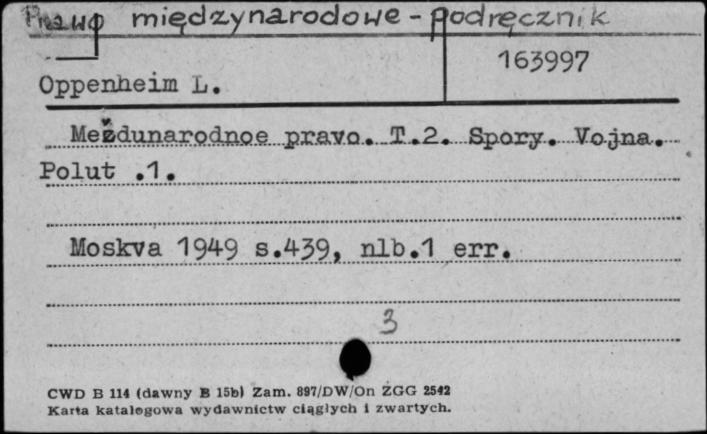 Prawo międzynarodowe - podręcznik
163997
Oppenheim L.
Meždunarodnoe pravo. T.2. Spory. Vojna.
Polut .1.
Moskva 1949 s.439, nlb.1 err.
3
CWD B 114 (dawny B 15b) Zam. 897/DW/On ZGG 2542
Karta katalogowa wydawnictw ciągłych i zwartych.